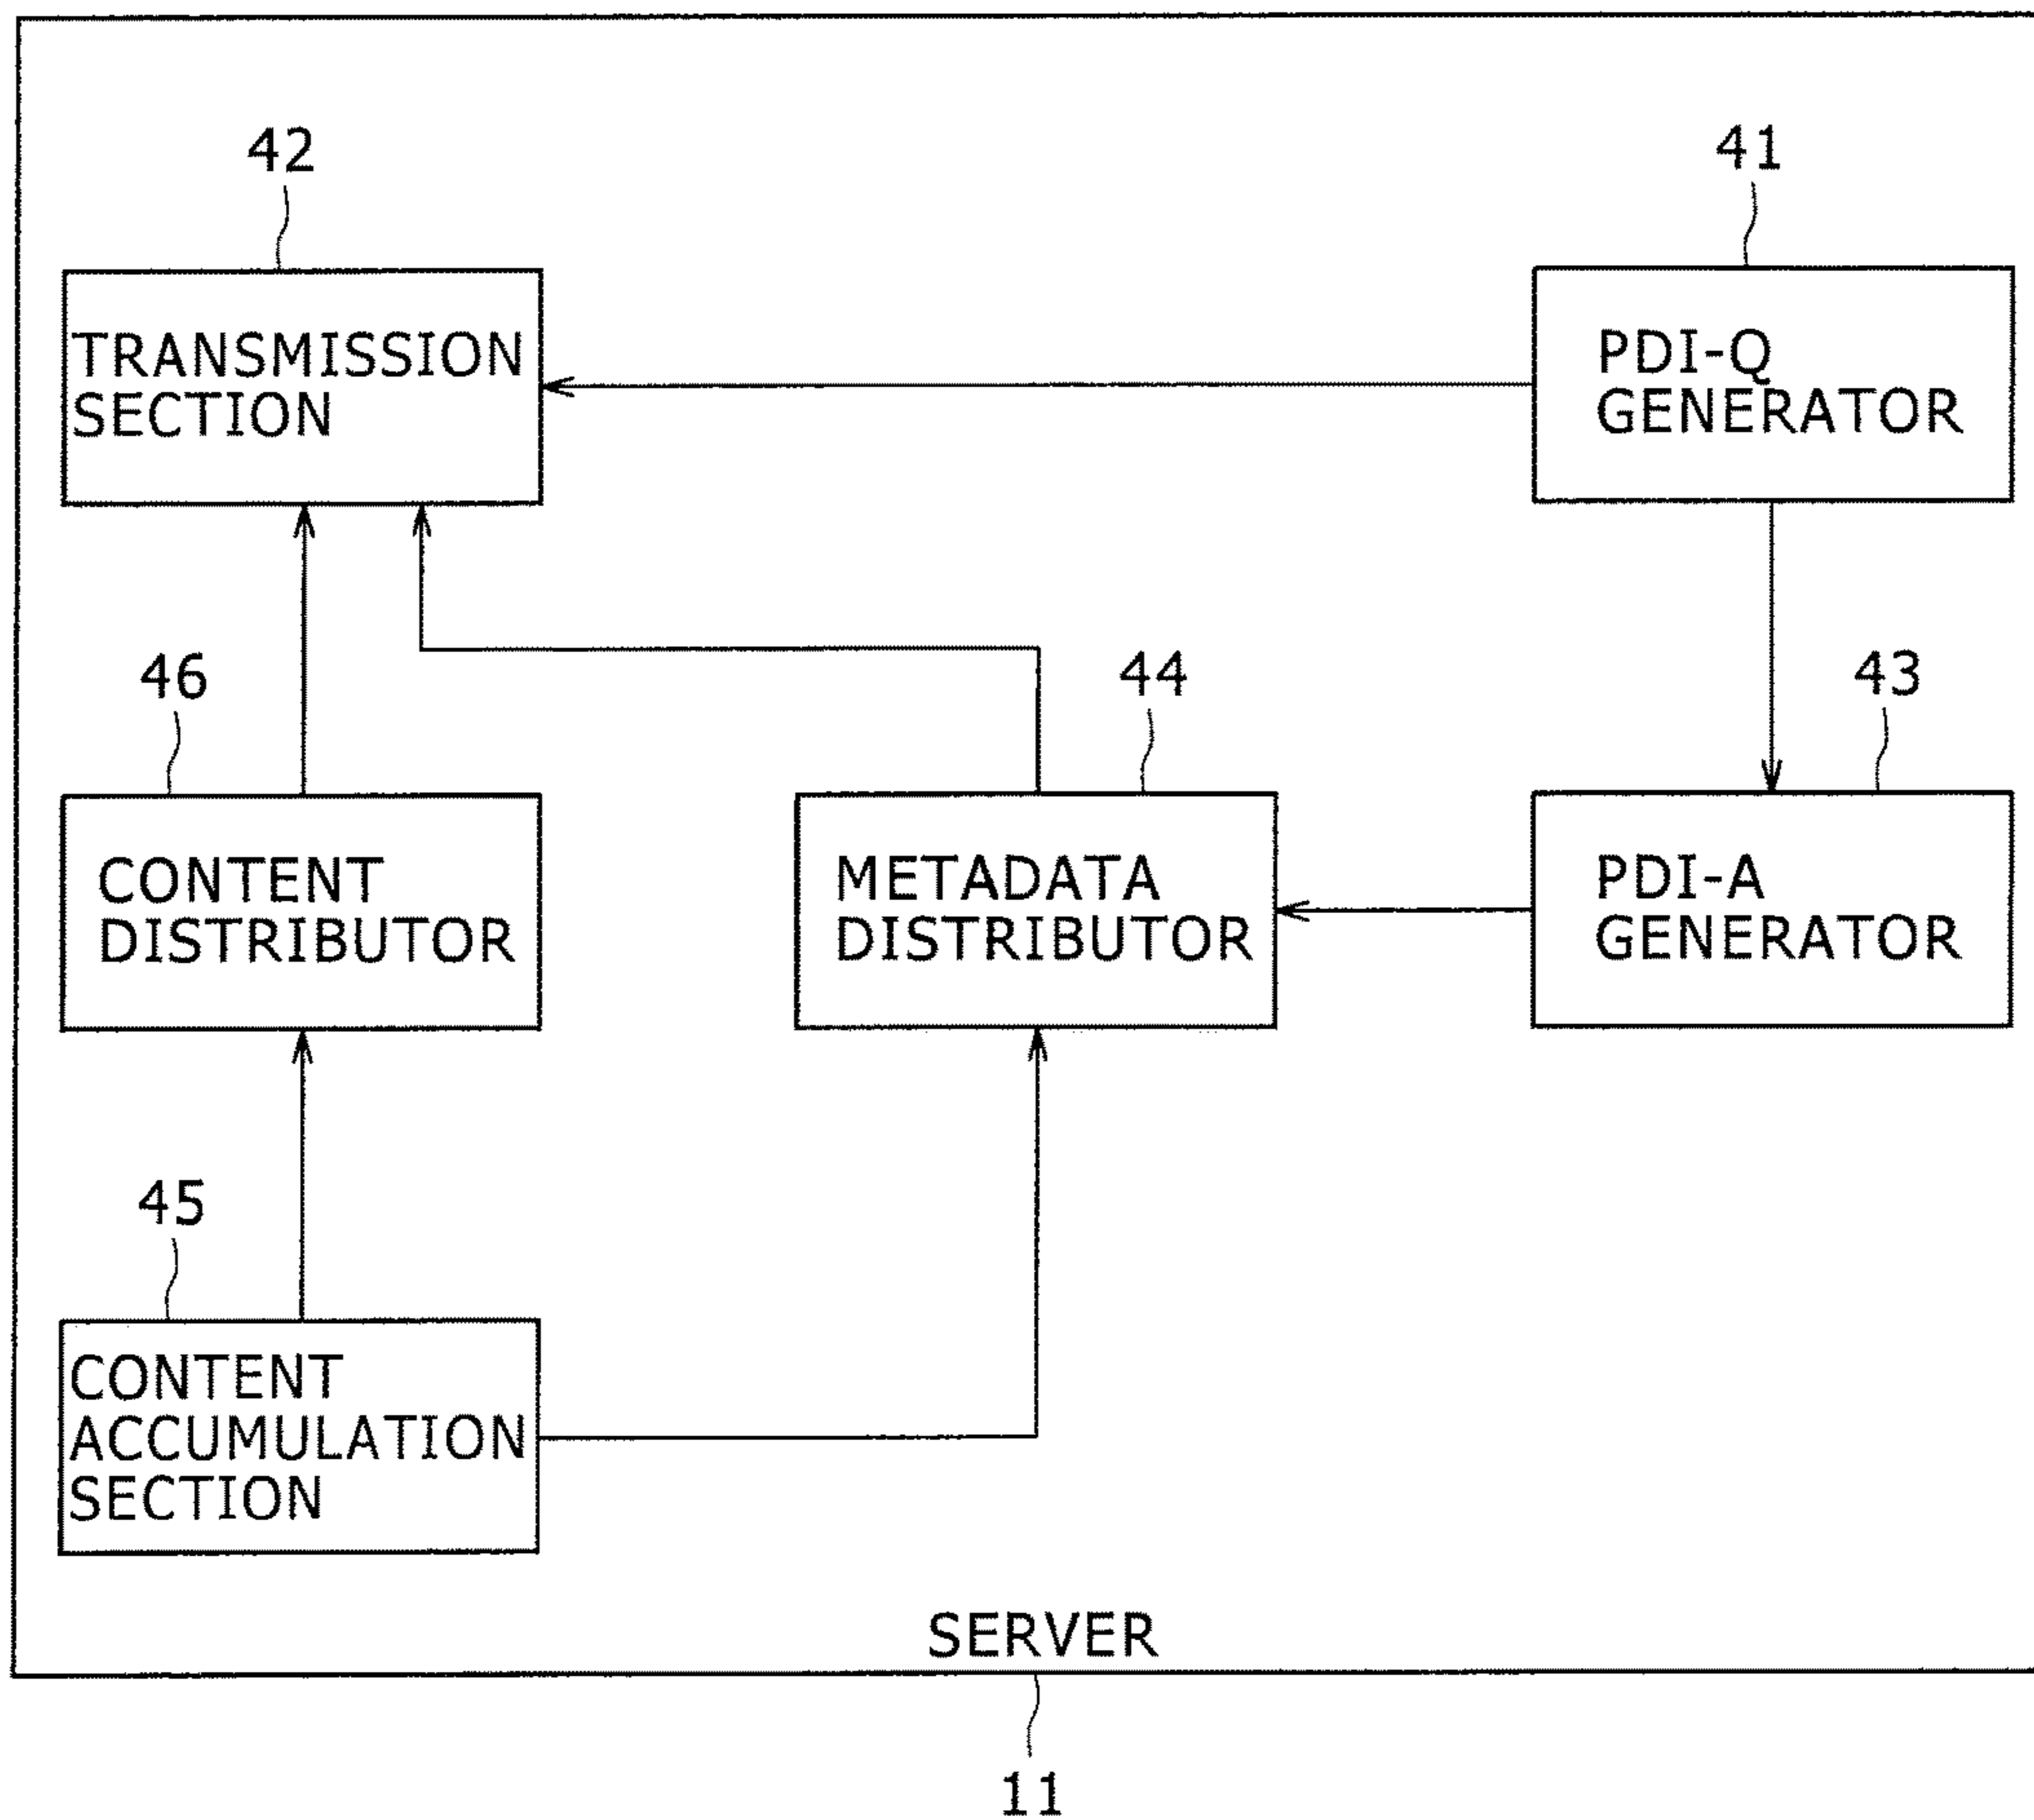 42
41
TRANSMISSION
SECTION
PDI-Q
GENERATOR
46
44
43
CONTENT
DISTRIBUTOR
METADATA
DISTRIBUTOR
PDI-A
GENERATOR
45
CONTENT
ACCUMULATION
SECTION
SERVER
11